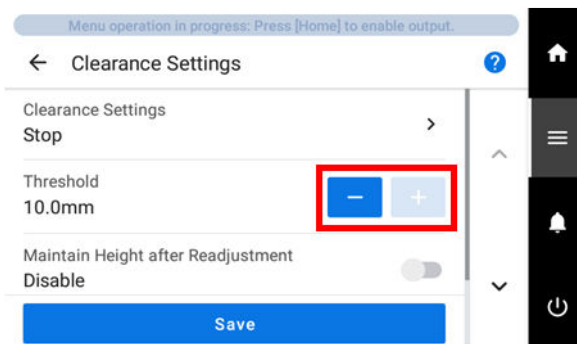 Menu operation in progress: Press [Home] to enable output.
Clearance Settings
?
Clearance Settings
Stop
Threshold
10.0mm
Maintain Height after Readjustment
Disable
Save